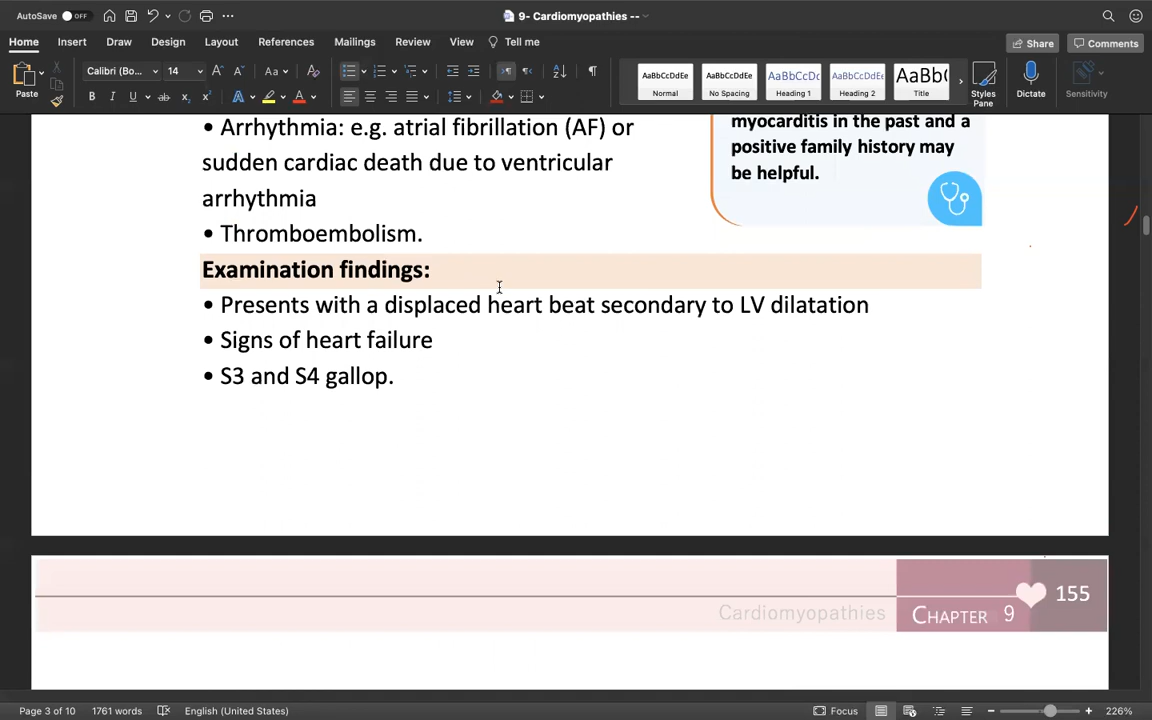 AutoSave OFF
9- Cardiomyopathies --
Home Insert Draw Design Layout References Mailings Review View Tell me
Share Comments
Paste
Calibri (Bo... 14
AaBbCcDdEe AaBbCcDdEe AaBbCcDc AaBbCcDdEe AaBb(
Normal No Spacing Heading 1 Heading 2 Title
Styles Pane
Dictate
Sensitivity
• Arrhythmia: e.g. atrial fibrillation (AF) or
sudden cardiac death due to ventricular
arrhythmia
• Thromboembolism.
myocarditis in the past and a
positive family history may
be helpful.
Examination findings:
• Presents with a displaced heart beat secondary to LV dilatation
• Signs of heart failure
• S3 and S4 gallop.
155
Cardiomyopathies CHAPTER 9
Page 3 of 10 1761 words English (United States) Focus 226%